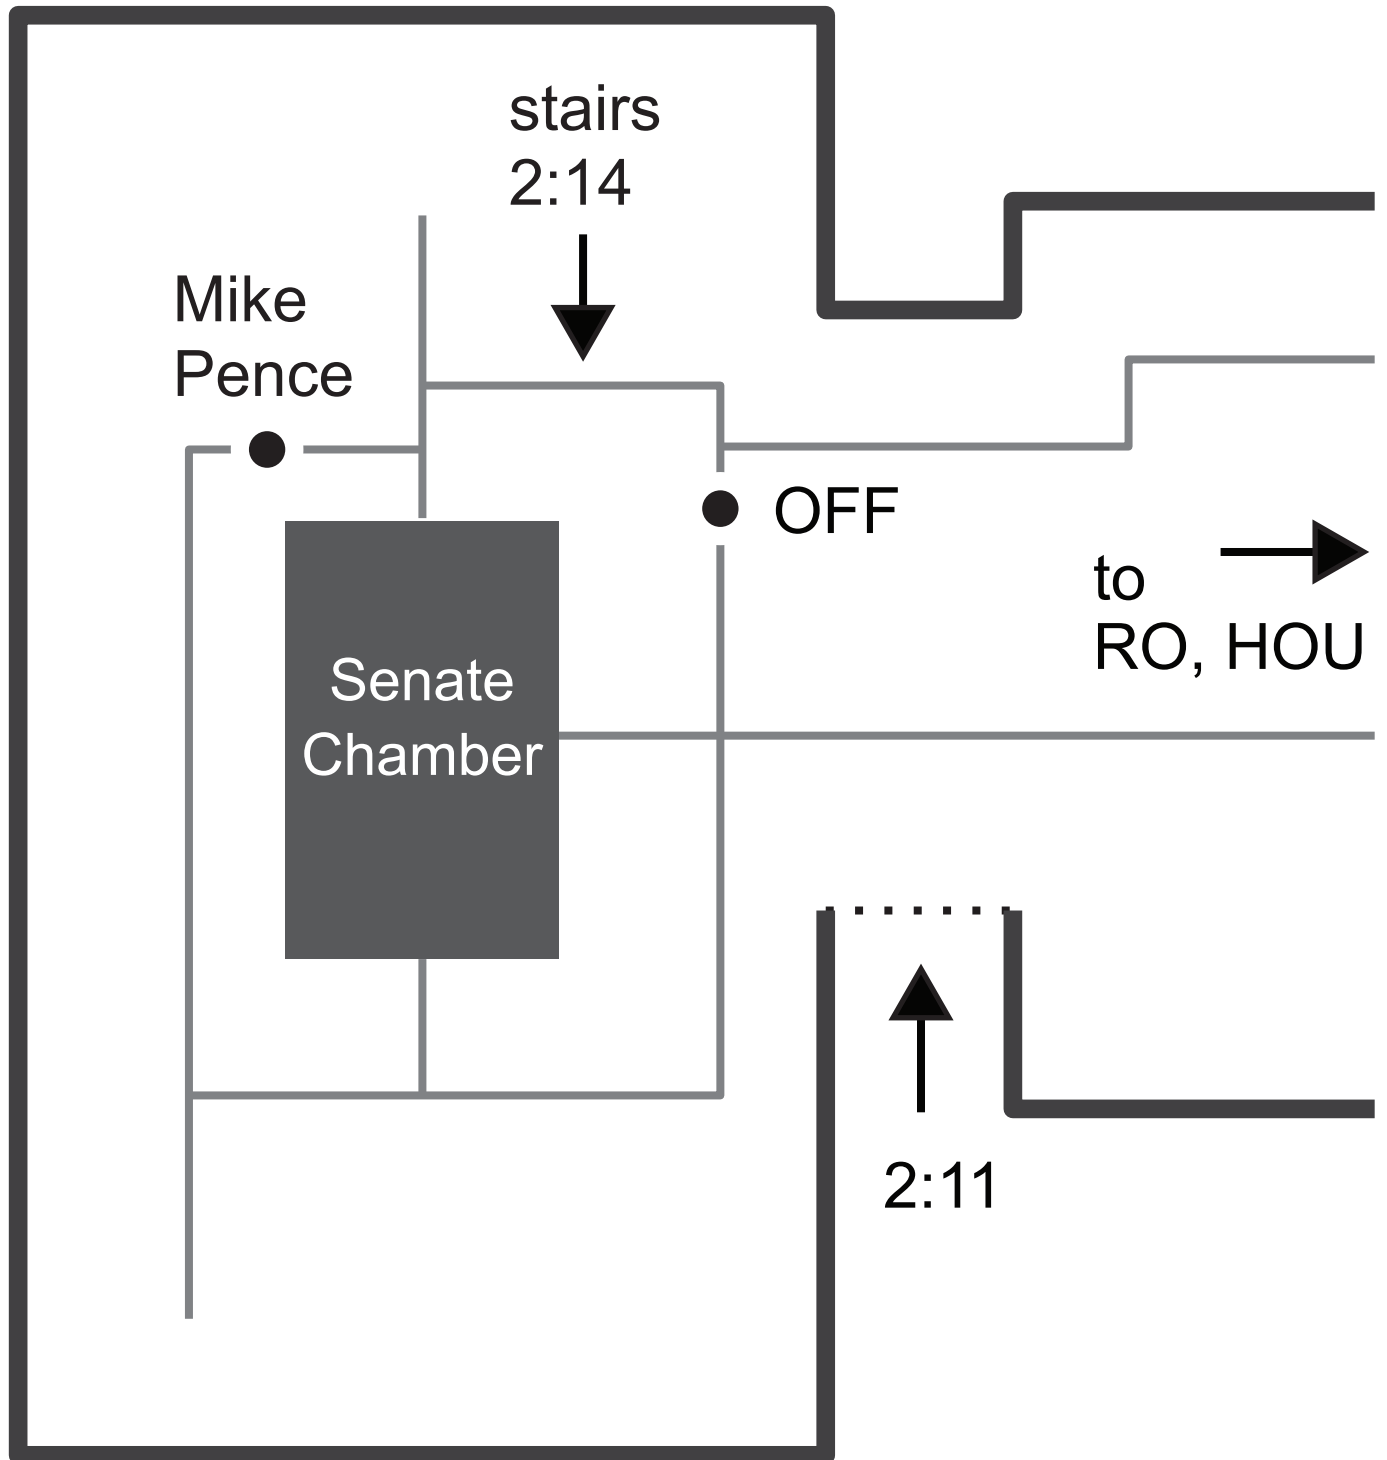 stairs
2:14
Mike
Pence
OFF
to
RO, HOU
Senate
Chamber
2:11